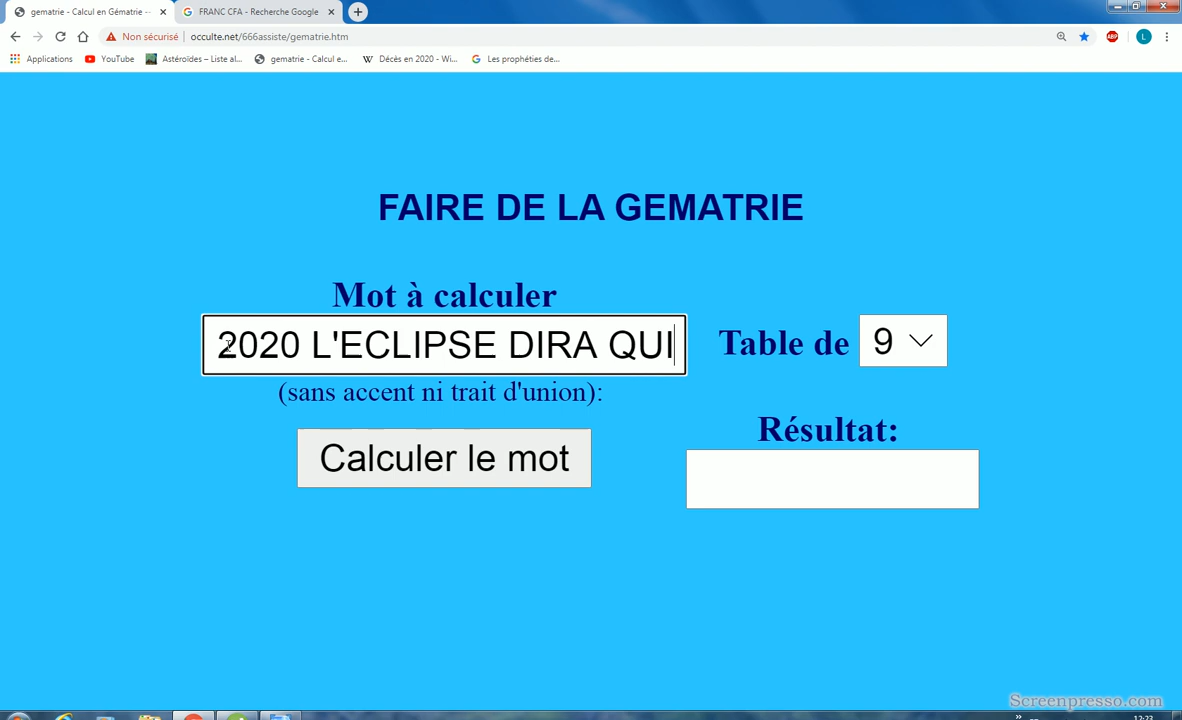 gematrie - Calcul en Gématrie --
FRANC CFA - Recherche Google
Non sécurisé
occulte.net/666assiste/gematrie.htm
Applications
YouTube
Astéroïdes – Liste al...
gematrie - Calcul e...
Décès en 2020 - Wi...
Les prophéties de...
FAIRE DE LA GEMATRIE
Mot à calculer
2020 L'ECLIPSE DIRA QUI
Table de 9
(sans accent ni trait d'union):
Résultat:
Calculer le mot
Screenpresso.com
12:23